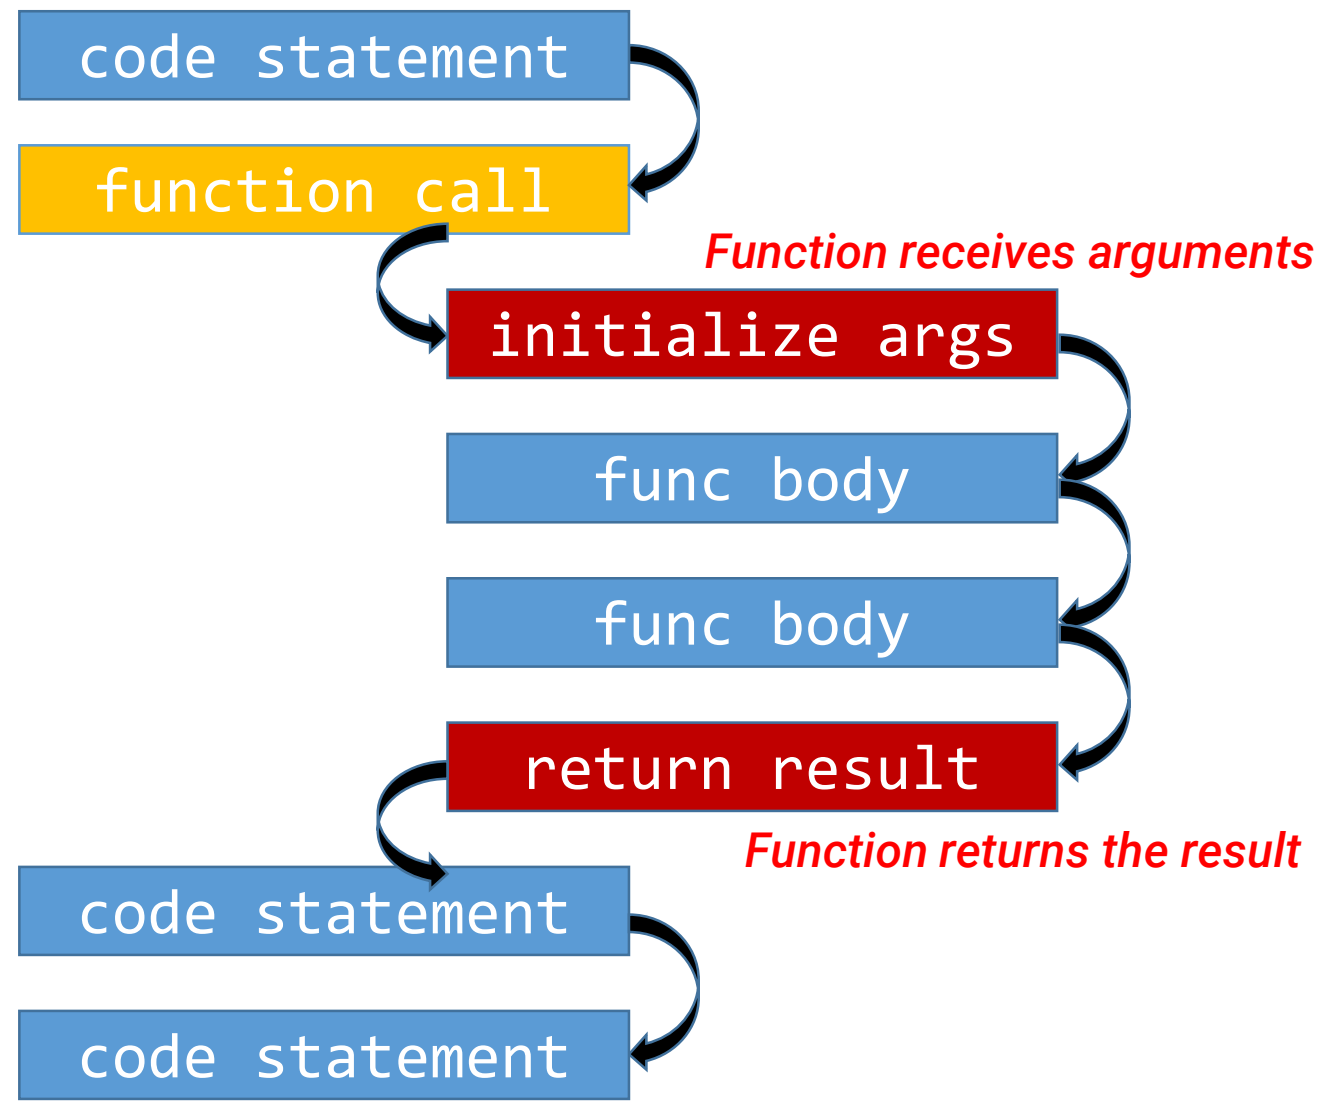 code statement
function call
Function receives arguments
initialize args
func body
func body
return result
Function returns the result
code statement
code statement